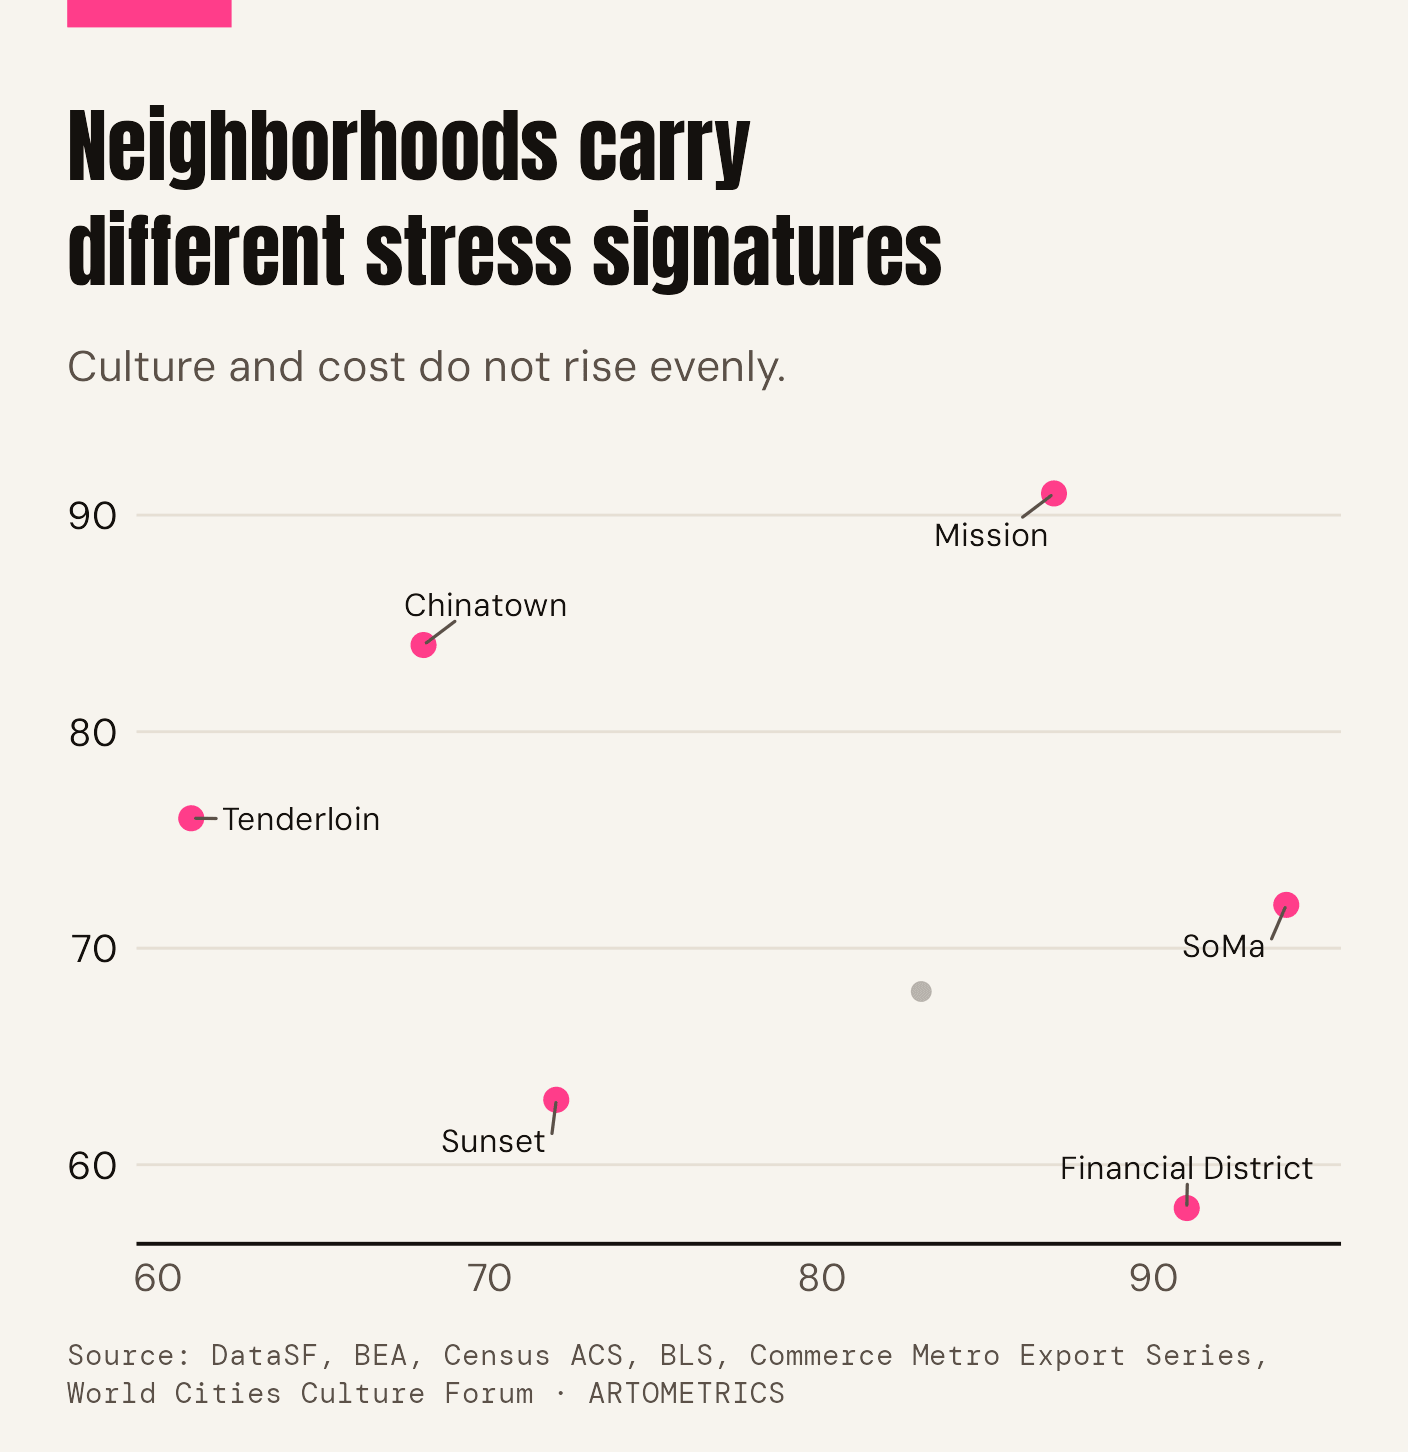 Neighborhoods carry
different stress signatures
Culture and cost do not rise evenly.
90
Mission
Chinatown
80
Tenderloin
70
SoMa
Sunset
60
Financial District
60 70 80 90
Source: DataSF, BEA, Census ACS, BLS, Commerce Metro Export Series,
World Cities Culture Forum · ARTOMETRICS